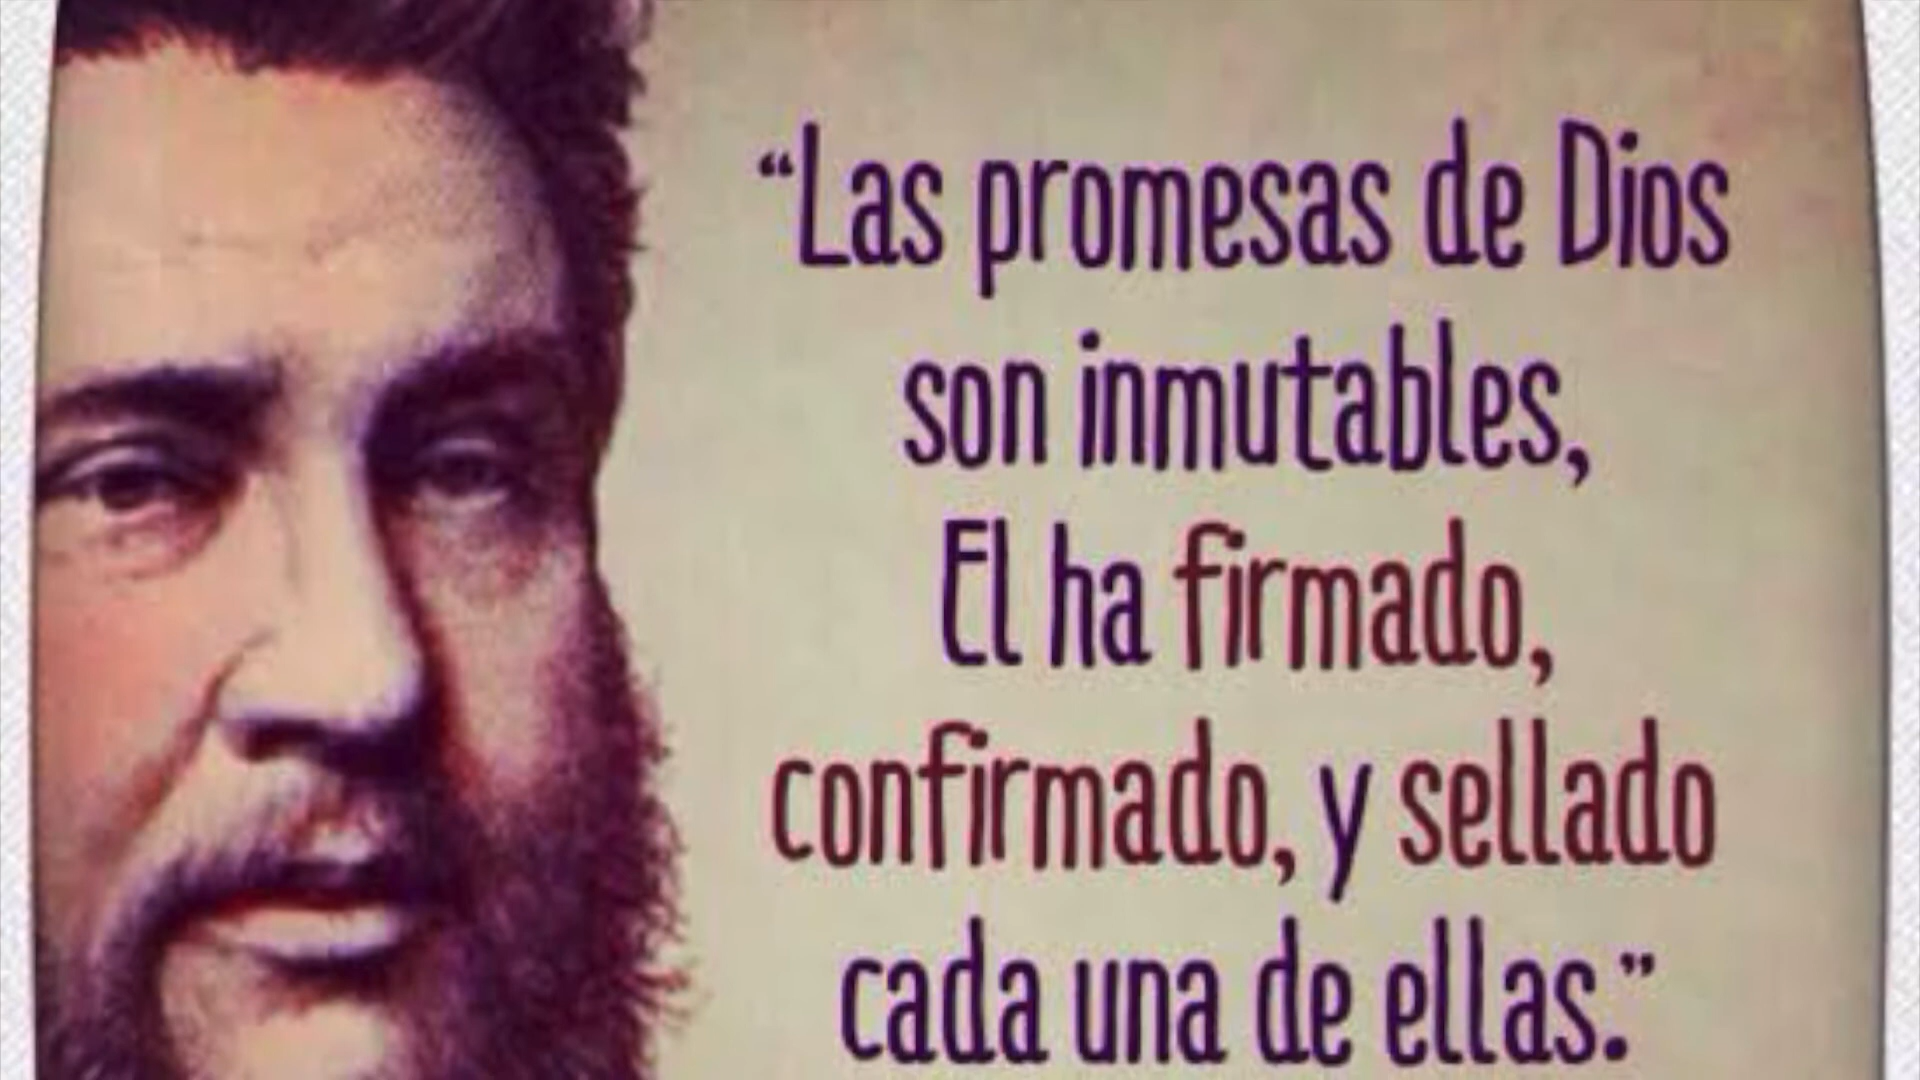 “Las promesas de Dios
son inmutables,
El ha firmado,
confirmado, y sellado
cada una de ellas.”